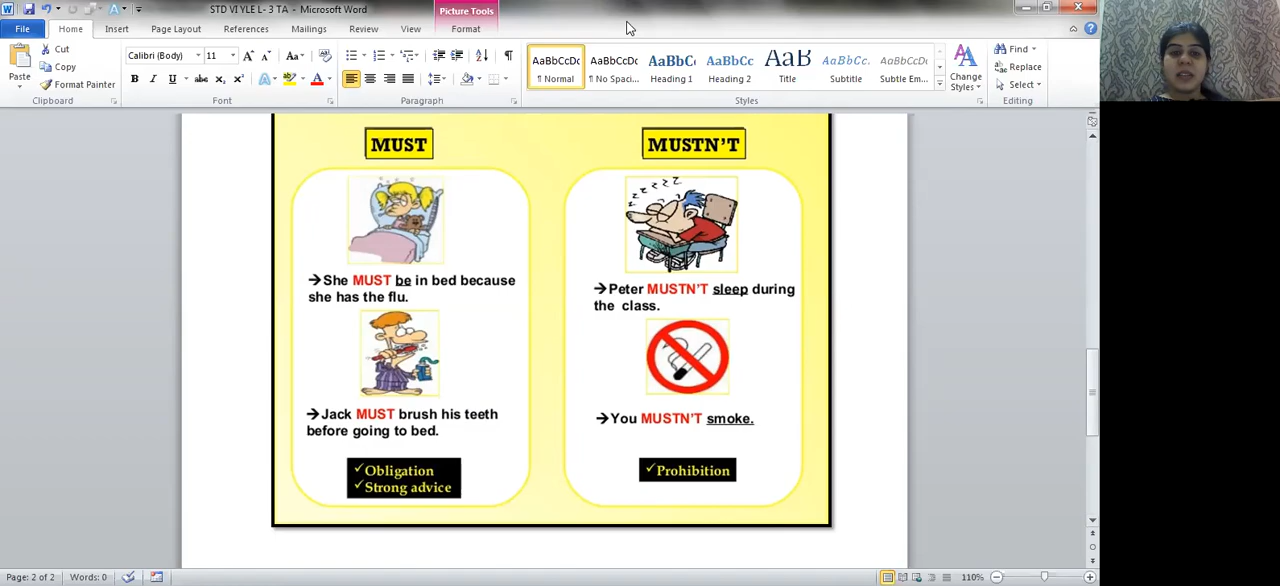 STD VI YLE L- 3 TA - Microsoft Word
Picture Tools
File
Home
Insert
Page Layout
References
Mailings
Review
View
Format
Paste
Cut
Copy
Format Painter
Clipboard
Calibri (Body)
11
Font
Paragraph
AaBbCcDc
¶ Normal
AaBbCcDc
¶ No Spaci...
AaBbC
Heading 1
AaBbCc
Heading 2
AaB
Title
AaBbCc.
Subtitle
AaBbCcDc
Subtle Em...
Change
Styles
Styles
Find
Replace
Select
Editing
MUST
➔She MUST be in bed because
she has the flu.
➔Jack MUST brush his teeth
before going to bed.
✓Obligation
✓Strong advice
MUSTN'T
z z z z z z
➔Peter MUSTN'T sleep during
the class.
➔You MUSTN'T smoke.
✓Prohibition
Page: 2 of 2
Words: 0
110%